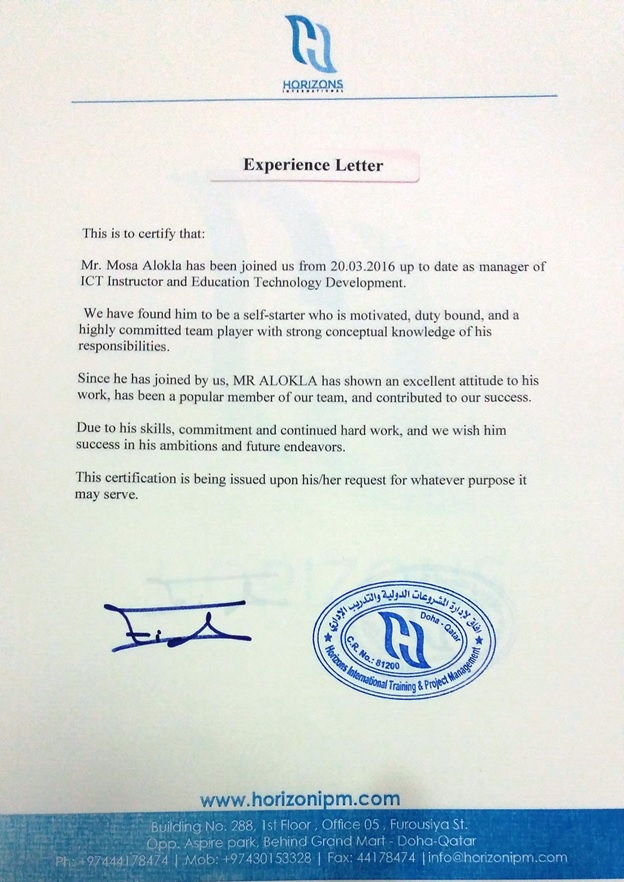 HORIZONS
INTERNATIONAL
Experience Letter
This is to certify that:
Mr. Mosa Alokla has been joined us from 20.03.2016 up to date as manager of
ICT Instructor and Education Technology Development.
We have found him to be a self-starter who is motivated, duty bound, and a
highly committed team player with strong conceptual knowledge of his
responsibilities.
Since he has joined by us, MR ALOKLA has shown an excellent attitude to his
work, has been a popular member of our team, and contributed to our success.
Due to his skills, commitment and continued hard work, and we wish him
success in his ambitions and future endeavors.
This certification is being issued upon his/her request for whatever purpose it
may serve.
افاق لإدارة المشروعات الدولية والتدريب الإداري
Doha - Qatar
C.R. No.: 81200
Horizons International Training & Project Management
www.horizonipm.com
Building No. 288, 1st Floor , Office 05 , Furousiya St.
Opp. Aspire park, Behind Grand Mart - Doha-Qatar
Ph:+97444178474 | Mob: +97430153328 | Fax: 44178474 |info@horizonipm.com